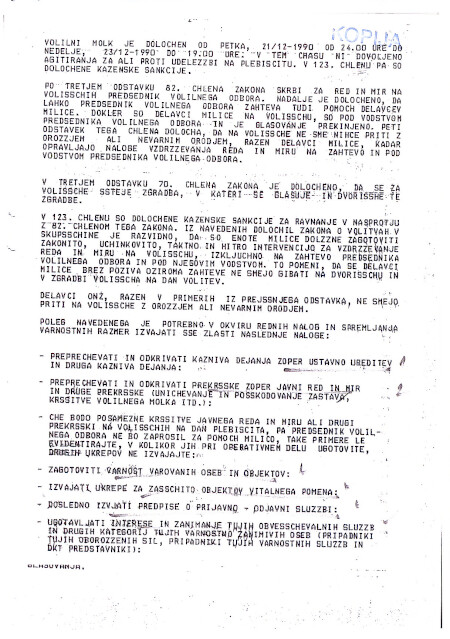 KOPIJA
VOLILNI MOLK JE DOLOCHEN OD PETKA, 21/12-1990 OD 24.00 URE DO
NEDELJE, 23/12-1990 DO 19.00 URE: V TEM CHASU NI DOVOLJENO
AGITIRANJA ZA ALI PROTI UDELEZZBI NA PLEBISCITU. V 123. CHLENU PA SO
DOLOCHENE KAZENSKE SANKCIJE.
PO TRETJEM ODSTAVKU 82. CHLENA ZAKONA SKRBI ZA RED IN MIR NA
VOLISSCHIH PREDSEDNIK VOLILNEGA ODBORA. NADALJE JE DOLOCHENO, DA
LAHKO PREDSEDNIK VOLILNEGA ODBORA ZAHTEVA TUDI POMOCH DELAVCEV
MILICE. DOKLER SO DELAVCI MILICE NA VOLISSCHU, SO POD VODSTVOM
PREDSEDNIKA VOLILNEGA ODBORA IN JE GLASOVANJE PREKINJENO. PETI
ODSTAVEK TEGA CHLENA DOLOCHA, DA NA VOLISSCHE NE SME NIHCHE PRITI Z
OROZZJEM ALI NEVARNIM ORODJEM, RAZEN DELAVCI MILICE, KADAR
OPRAVLJAJO NALOGE VZDRZZEVANJA REDA IN MIRU NA ZAHTEVO IN POD
VODSTVOM PREDSEDNIKA VOLILNEGA-ODBORA.
V TRETJEM ODSTAVKU 70. CHLENA ZAKONA JE DOLOCHENO, DA SE ZA
VOLISSCHE SSTEJE ZGRADBA, V KATERI SE GLASUJE IN DVORISSCHE TE
ZGRADBE.
V 123. CHLENU SO DOLOCHENE KAZENSKE SANKCIJE ZA RAVNANJE V NASPROTJU
Z 82. CHLENOM TEGA ZAKONA. IZ NAVEDENIH DOLOCHIL ZAKONA O VOLITVAH V
SKUPSSCHINE JE RAZVIDNO, DA SO ENOTE MILICE DOLZZNE ZAGOTOVITI
ZAKONITO, UCHINKOVITO, TAKTNO IN HITRO INTERVENCIJO ZA VZDRZZEVANJE
REDA IN MIRU NA VOLISSCHU, IZKLJUCHNO NA ZAHTEVO PREDSEDNIKA
VOLILNEGA ODBORA IN POD NJEGOVIM VODSTVOM. TO POMENI, DA SE DELAVCI
MILICE BREZ POZIVA OZIROMA ZAHTEVE NE SMEJO GIBATI NA DVORISSCHU IN
V ZGRADBI VOLISSCHA NA DAN VOLITEV.
DELAVCI ONZ, RAZEN V PRIMERIH IZ PREJSSNJEGA ODSTAVKA, NE SMEJO
PRITI NA VOLISSCHE Z OROZZJEM ALI NEVARNIM ORODJEM.
POLEG NAVEDENEGA JE POTREBNO V OKVIRU REDNIH NALOG IN SPREMLJANJA
VARNOSTNIH RAZMER IZVAJATI SSE ZLASTI NASLEDNJE NALOGE:
- PREPRECHEVATI IN ODKRIVATI KAZNIVA DEJANJA ZOPER USTAVNO UREDITEV
IN DRUGA KAZNIVA DEJANJA;
- PREPRECHEVATI IN ODKRIVATI PREKRSSKE ZOPER JAVNI RED IN MIR
IN DRUGE PREKRSSKE (UNICHEVANJE IN POSSKODOVANJE ZASTAV,
KRSSITVE VOLILNEGA MOLKA ITD.);
- CHE BODO POSAMEZNE KRSSITVE JAVNEGA REDA IN MIRU ALI DRUGI
PREKRSSKI NA VOLISSCHIH NA DAN PLEBISCITA, PA PREDSEDNIK VOLIL-
NEGA ODBORA NE BO ZAPROSIL ZA POMOCH MILICO, TAKE PRIMERE LE
EVIDENTIRAJTE, V KOLIKOR JIH PRI OPERATIVNEM DELU UGOTOVITE,
DRUGIH UKREPOV NE IZVAJAJTE;
- ZAGOTOVITI VARNOST VAROVANIH OSEB IN OBJEKTOV;
- IZVAJATI UKREPE ZA ZASSCHITO OBJEKTOV VITALNEGA POMENA;
- DOSLEDNO IZVJATI PREDPISE O PRIJAVNO - ODJAVNI SLUZZBI;
- UGOTAVLJATI INTERESE IN ZANIMANJE TUJIH OBVESSCHEVALNIH SLUZZB
IN DRUGIH KATEGORIJ TUJIH VARNOSTNO ZANIMIVIH OSEB (PRIPADNIKI
TUJIH OBOROZZENIH SIL, PRIPADNIKI TUJIH VARNOSTNIH SLUZZB IN
DKT PREDSTAVNIKI);
GLASOVANJA.